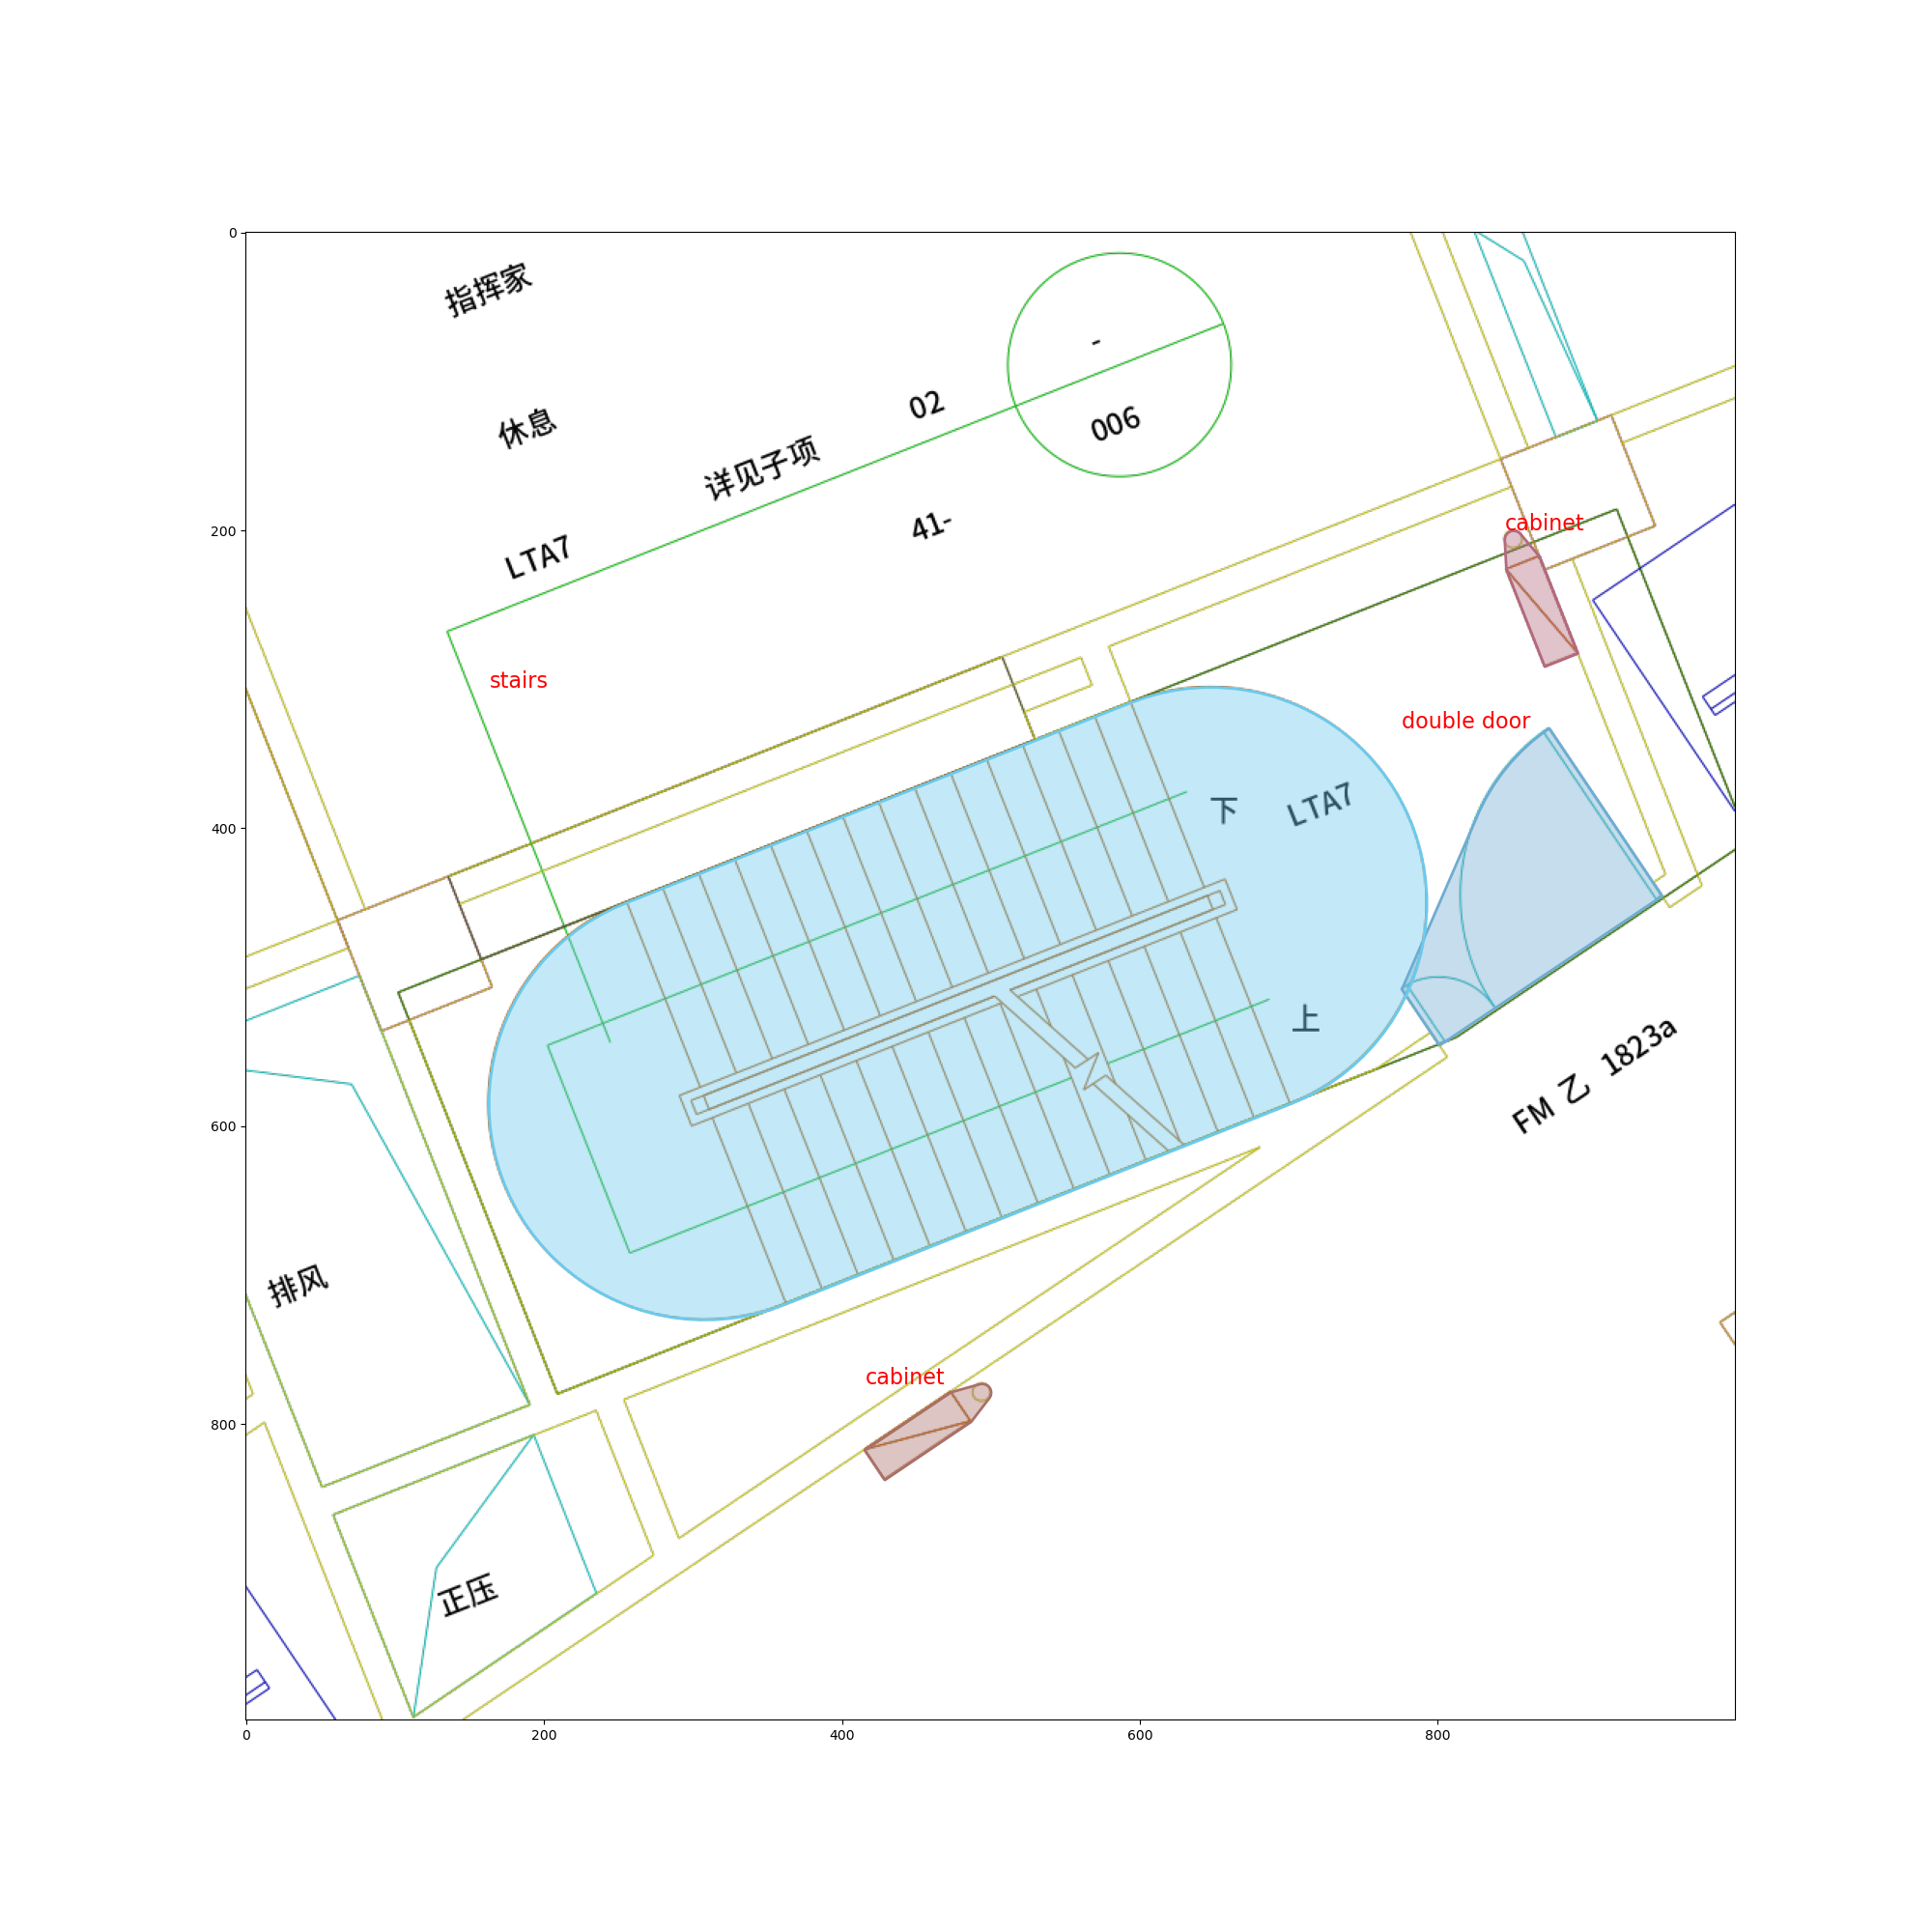 指挥家
休息
02
-
006
详见子项
41-
LTA7
cabinet
stairs
double door
下
LTA7
上
FM 乙 1823a
排风
cabinet
正压
0
200
400
600
800
0
200
400
600
800